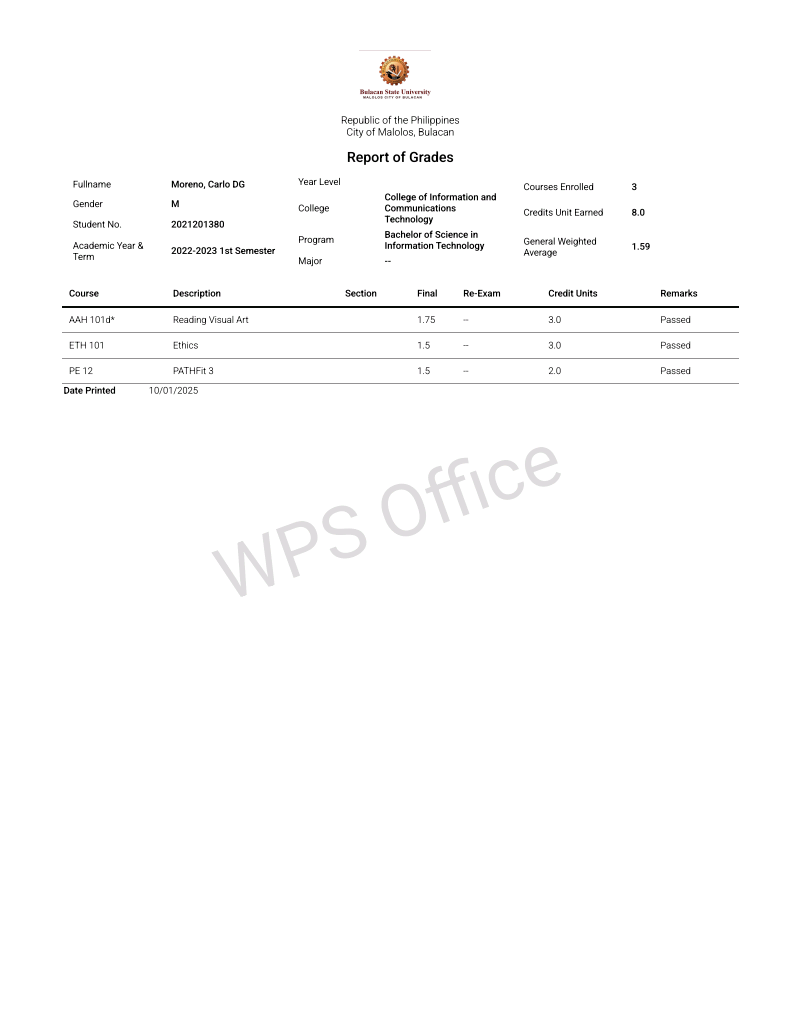 Bulacan State University
MALOLOS CITY OF BULACAN
Republic of the Philippines
City of Malolos, Bulacan
Report of Grades
Fullname Moreno, Carlo DG
Gender M
Student No. 2021201380
Academic Year & Term 2022-2023 1st Semester
Year Level
College College of Information and Communications Technology
Program Bachelor of Science in Information Technology
Major --
Courses Enrolled 3
Credits Unit Earned 8.0
General Weighted Average 1.59
Course Description Section Final Re-Exam Credit Units Remarks
AAH 101d* Reading Visual Art 1.75 -- 3.0 Passed
ETH 101 Ethics 1.5 -- 3.0 Passed
PE 12 PATHFit 3 1.5 -- 2.0 Passed
Date Printed 10/01/2025
WPS Office